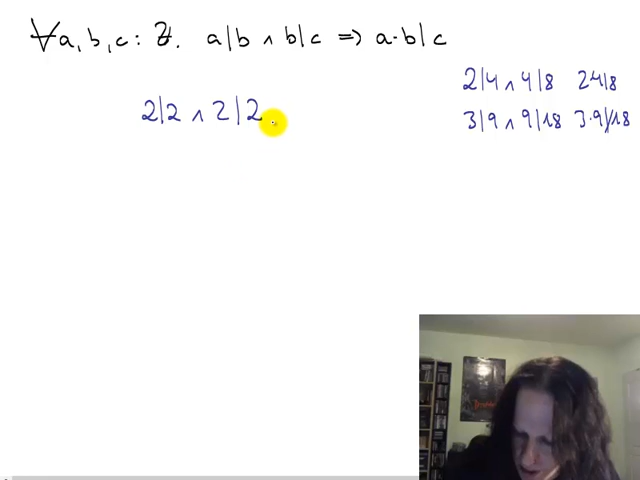 ∀a,b,c: ℤ. a|b ∧ b|c ⇒ a·b|c
2|4 ∧ 4|8 2·4|8
2|2 ∧ 2|2
3|9 ∧ 9|18 3·9∤18